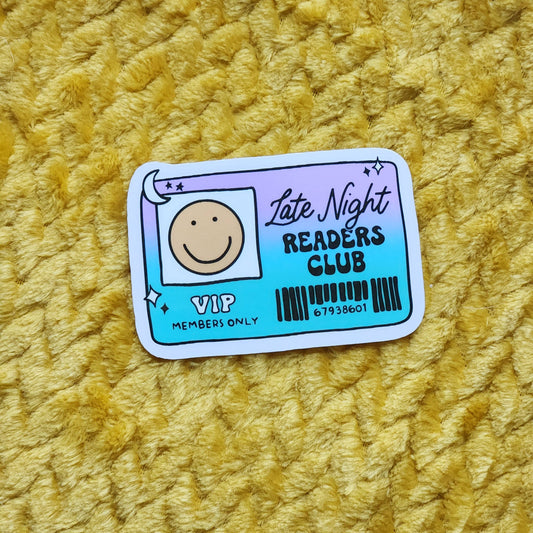 Late Night
READERS
CLUB
VIP
MEMBERS ONLY
67938601